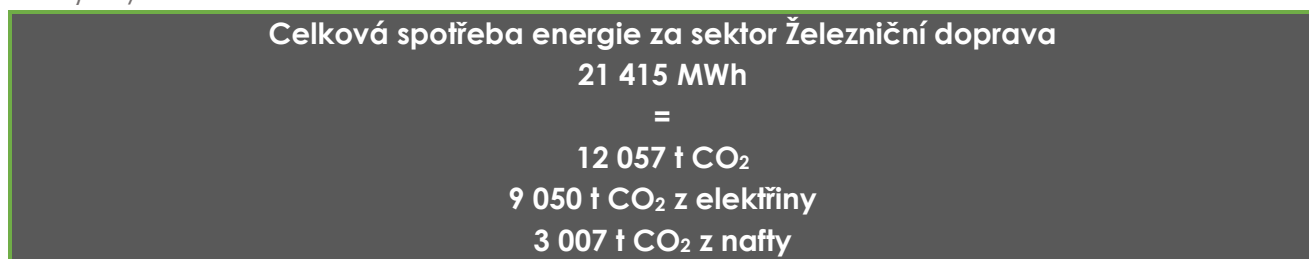 Celková spotřeba energie za sektor Železniční doprava
21 415 MWh
=
12 057 t CO₂
9 050 t CO₂ z elektřiny
3 007 t CO₂ z nafty